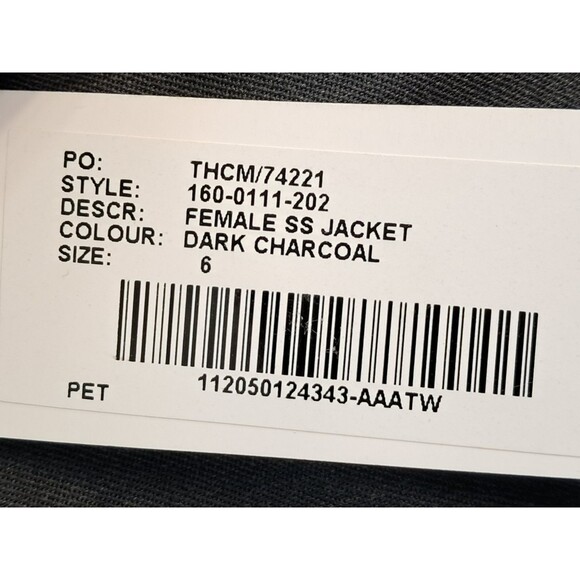 PO: THCM/74221
STYLE: 160-0111-202
DESCR: FEMALE SS JACKET
COLOUR: DARK CHARCOAL
SIZE: 6
PET 112050124343-AAATW